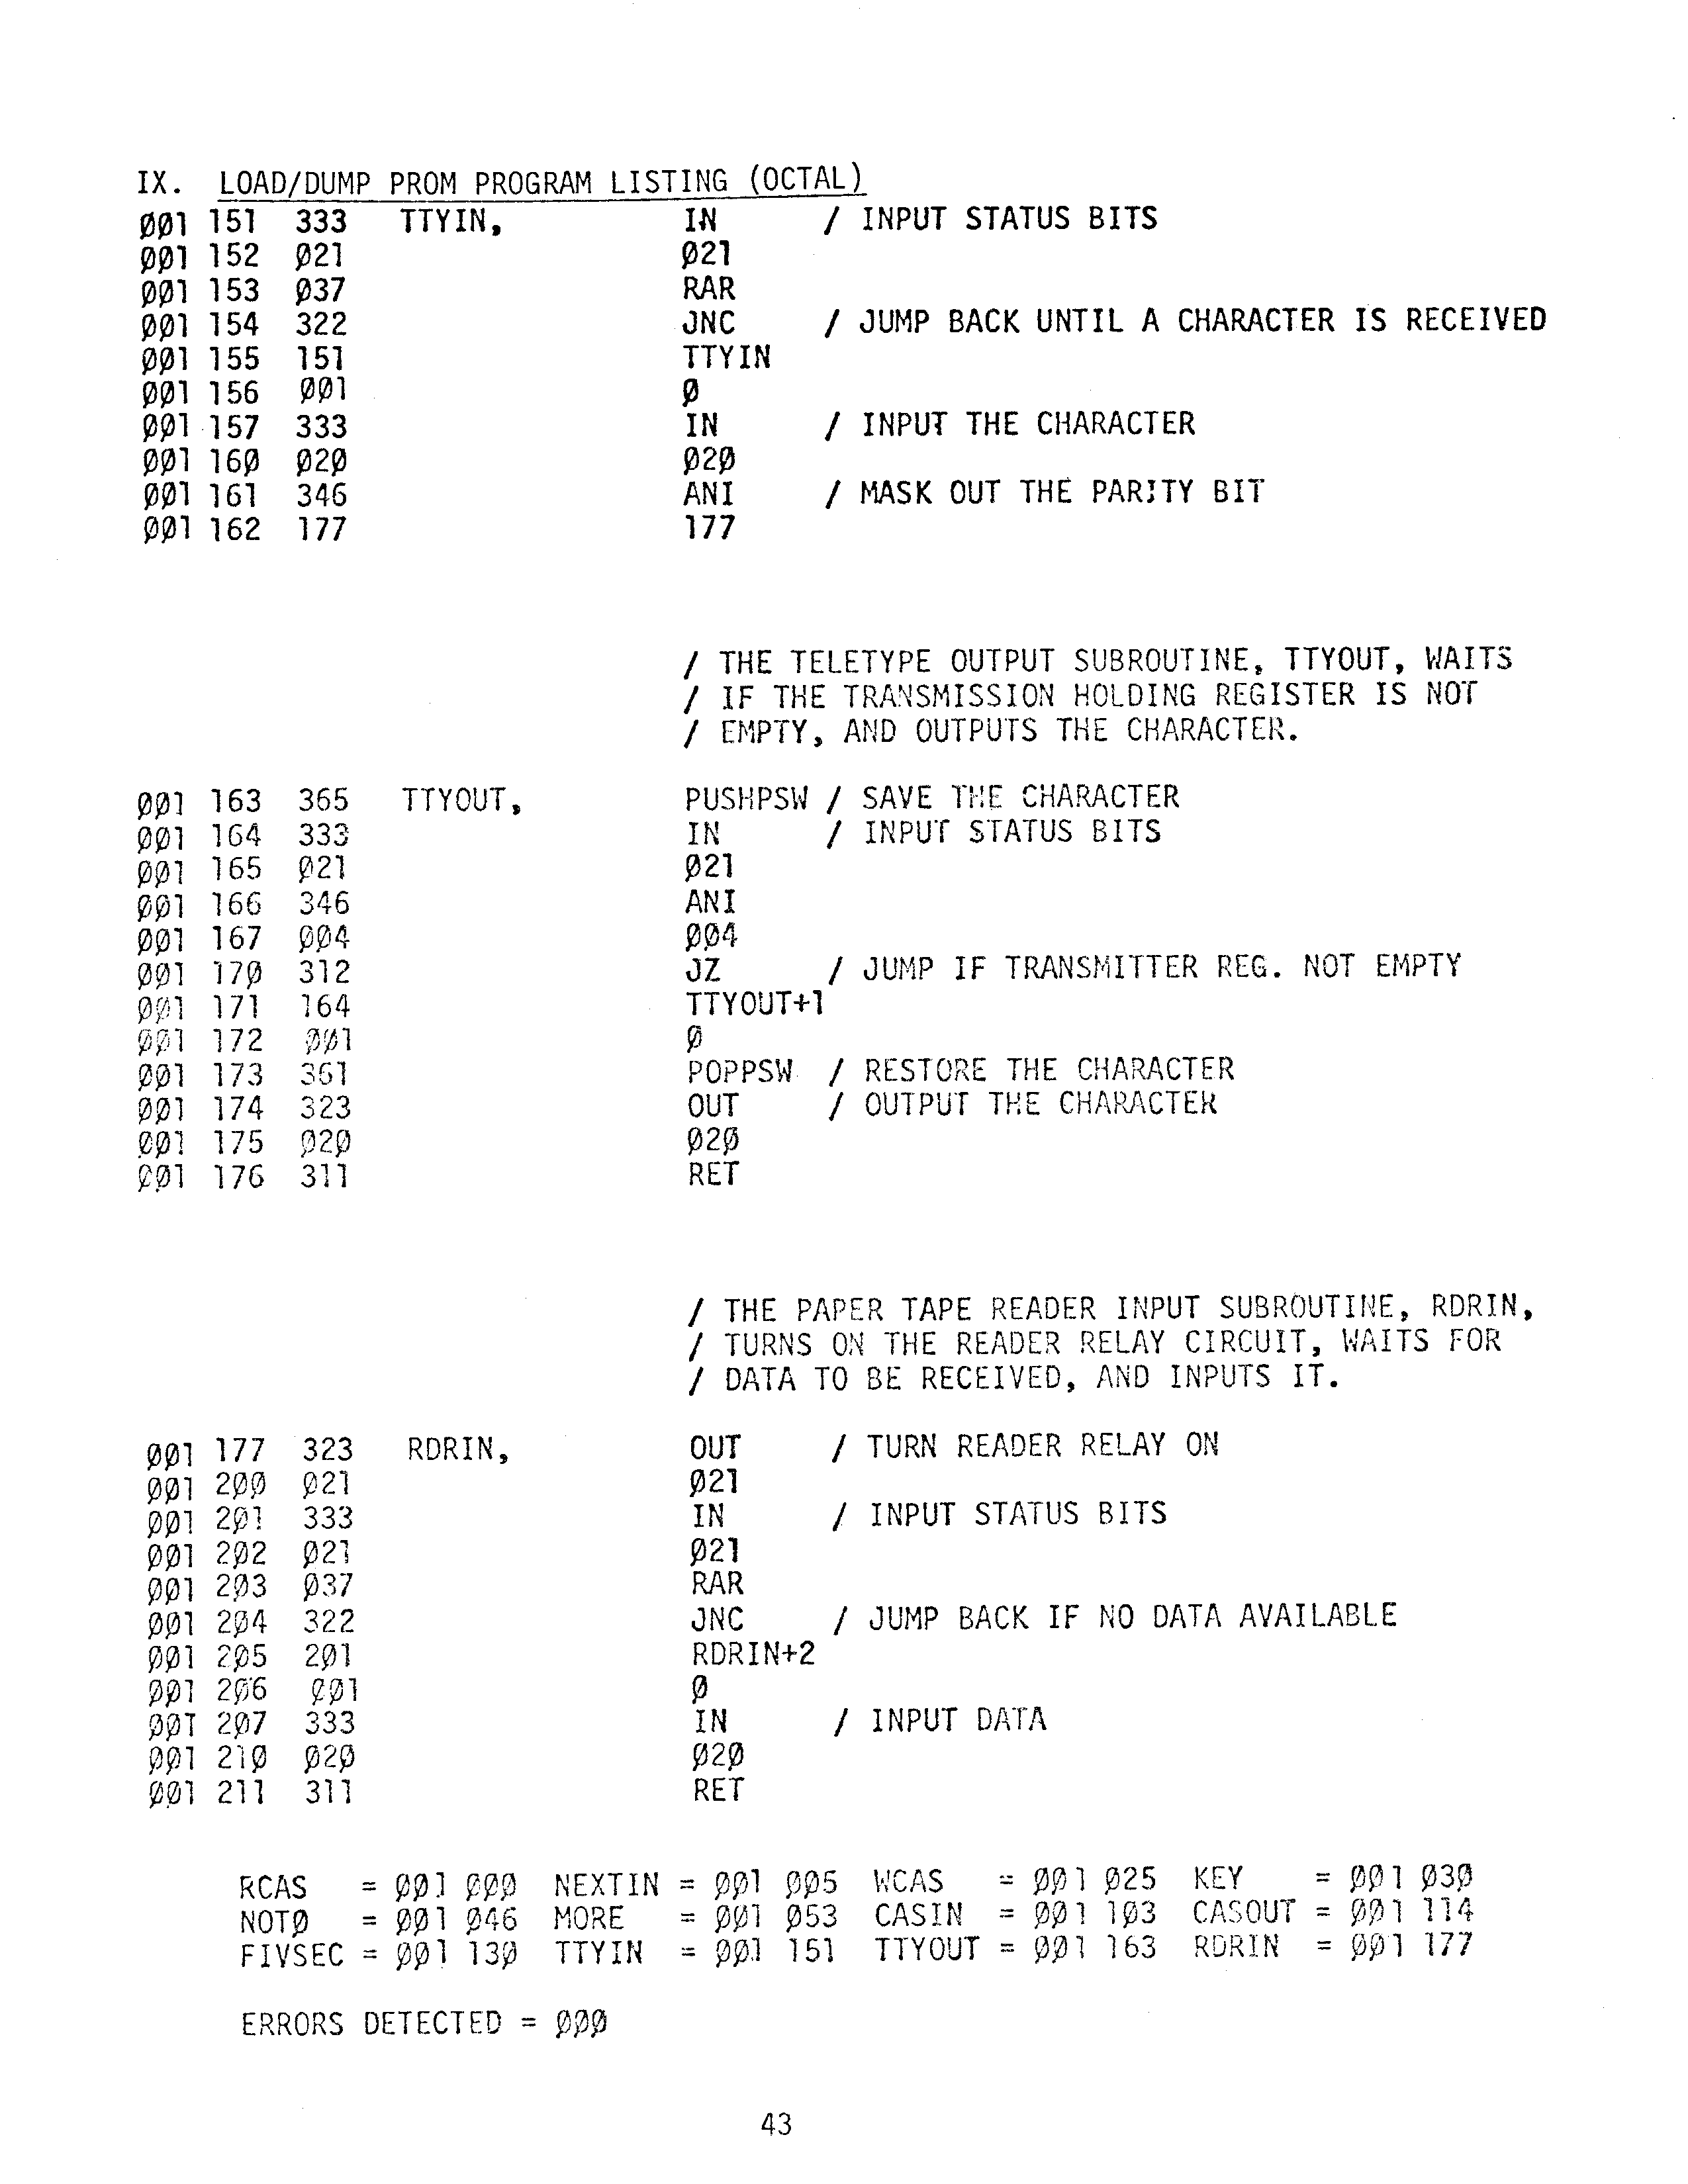 IX. LOAD/DUMP PROM PROGRAM LISTING (OCTAL)
ØØ1 151 333 TTYIN, IN / INPUT STATUS BITS
ØØ1 152 Ø21 Ø21
ØØ1 153 Ø37 RAR
ØØ1 154 322 JNC / JUMP BACK UNTIL A CHARACTER IS RECEIVED
ØØ1 155 151 TTYIN
ØØ1 156 ØØ1 Ø
ØØ1 157 333 IN / INPUT THE CHARACTER
ØØ1 16Ø Ø2Ø Ø2Ø
ØØ1 161 346 ANI / MASK OUT THE PARITY BIT
ØØ1 162 177 177
/ THE TELETYPE OUTPUT SUBROUTINE, TTYOUT, WAITS
/ IF THE TRANSMISSION HOLDING REGISTER IS NOT
/ EMPTY, AND OUTPUTS THE CHARACTER.
ØØ1 163 365 TTYOUT, PUSHPSW / SAVE THE CHARACTER
ØØ1 164 333 IN / INPUT STATUS BITS
ØØ1 165 Ø21 Ø21
ØØ1 166 346 ANI
ØØ1 167 ØØ4 ØØ4
ØØ1 17Ø 312 JZ / JUMP IF TRANSMITTER REG. NOT EMPTY
ØØ1 171 164 TTYOUT+1
ØØ1 172 ØØ1 Ø
ØØ1 173 361 POPPSW / RESTORE THE CHARACTER
ØØ1 174 323 OUT / OUTPUT THE CHARACTER
ØØ1 175 Ø2Ø Ø2Ø
ØØ1 176 311 RET
/ THE PAPER TAPE READER INPUT SUBROUTINE, RDRIN,
/ TURNS ON THE READER RELAY CIRCUIT, WAITS FOR
/ DATA TO BE RECEIVED, AND INPUTS IT.
ØØ1 177 323 RDRIN, OUT / TURN READER RELAY ON
ØØ1 2ØØ Ø21 Ø21
ØØ1 2Ø1 333 IN / INPUT STATUS BITS
ØØ1 2Ø2 Ø21 Ø21
ØØ1 2Ø3 Ø37 RAR
ØØ1 2Ø4 322 JNC / JUMP BACK IF NO DATA AVAILABLE
ØØ1 2Ø5 2Ø1 RDRIN+2
ØØ1 2Ø6 ØØ1 Ø
ØØ1 2Ø7 333 IN / INPUT DATA
ØØ1 21Ø Ø2Ø Ø2Ø
ØØ1 211 311 RET
RCAS = ØØ1 ØØØ NEXTIN = ØØ1 ØØ5 WCAS = ØØ1 Ø25 KEY = ØØ1 Ø3Ø
NOTØ = ØØ1 Ø46 MORE = ØØ1 Ø53 CASIN = ØØ1 1Ø3 CASOUT = ØØ1 114
FIVSEC = ØØ1 13Ø TTYIN = ØØ1 151 TTYOUT = ØØ1 163 RDRIN = ØØ1 177
ERRORS DETECTED = ØØØ
43